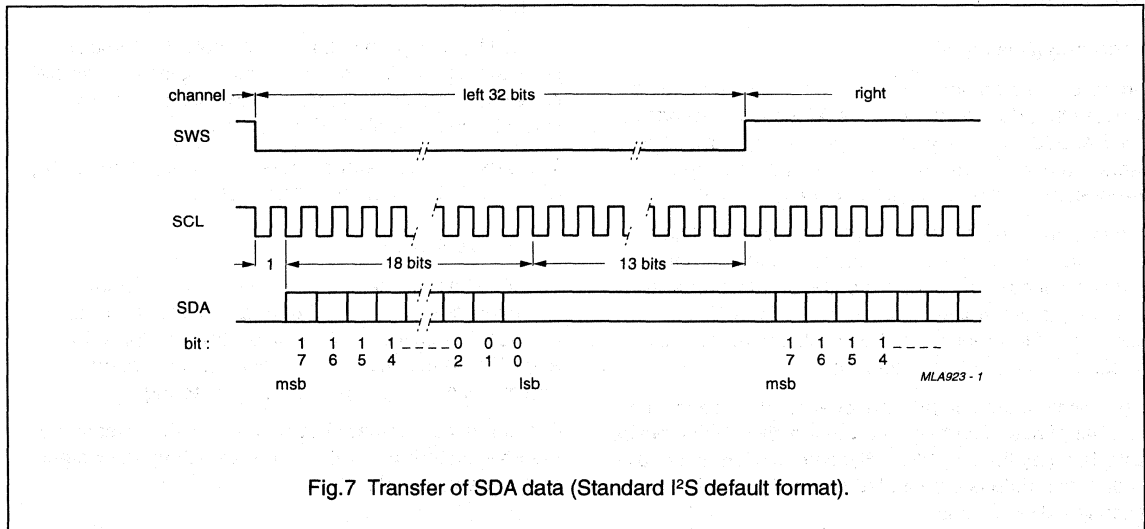 channel left 32 bits right
SWS
SCL
1 18 bits 13 bits
SDA
bit : 1 1 1 1 ---- 0 0 0 1 1 1 1 ----
7 6 5 4 2 1 0 7 6 5 4
msb lsb msb
MLA923 - 1
Fig.7 Transfer of SDA data (Standard I²S default format).